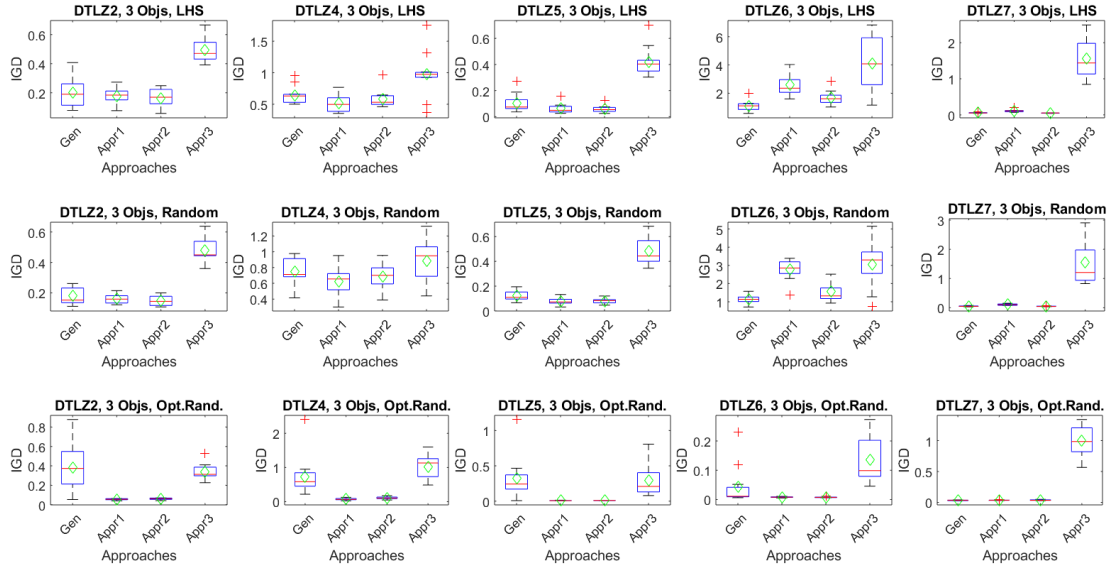 DTLZ2, 3 Objs, LHS
IGD
0.6
0.4
0.2
Gen
Appr1
Appr2
Appr3
Approaches
DTLZ4, 3 Objs, LHS
IGD
1.5
1
0.5
Gen
Appr1
Appr2
Appr3
Approaches
DTLZ5, 3 Objs, LHS
IGD
0.6
0.4
0.2
0
Gen
Appr1
Appr2
Appr3
Approaches
DTLZ6, 3 Objs, LHS
IGD
6
4
2
Gen
Appr1
Appr2
Appr3
Approaches
DTLZ7, 3 Objs, LHS
IGD
2
1
0
Gen
Appr1
Appr2
Appr3
Approaches
DTLZ2, 3 Objs, Random
IGD
0.6
0.4
0.2
Gen
Appr1
Appr2
Appr3
Approaches
DTLZ4, 3 Objs, Random
IGD
1.2
1
0.8
0.6
0.4
Gen
Appr1
Appr2
Appr3
Approaches
DTLZ5, 3 Objs, Random
IGD
0.6
0.4
0.2
0
Gen
Appr1
Appr2
Appr3
Approaches
DTLZ6, 3 Objs, Random
IGD
5
4
3
2
1
Gen
Appr1
Appr2
Appr3
Approaches
DTLZ7, 3 Objs, Random
IGD
3
2
1
0
Gen
Appr1
Appr2
Appr3
Approaches
DTLZ2, 3 Objs, Opt.Rand.
IGD
0.8
0.6
0.4
0.2
0
Gen
Appr1
Appr2
Appr3
Approaches
DTLZ4, 3 Objs, Opt.Rand.
IGD
2
1
0
Gen
Appr1
Appr2
Appr3
Approaches
DTLZ5, 3 Objs, Opt.Rand.
IGD
1
0.5
0
Gen
Appr1
Appr2
Appr3
Approaches
DTLZ6, 3 Objs, Opt.Rand.
IGD
0.2
0.1
0
Gen
Appr1
Appr2
Appr3
Approaches
DTLZ7, 3 Objs, Opt.Rand.
IGD
1
0.5
0
Gen
Appr1
Appr2
Appr3
Approaches